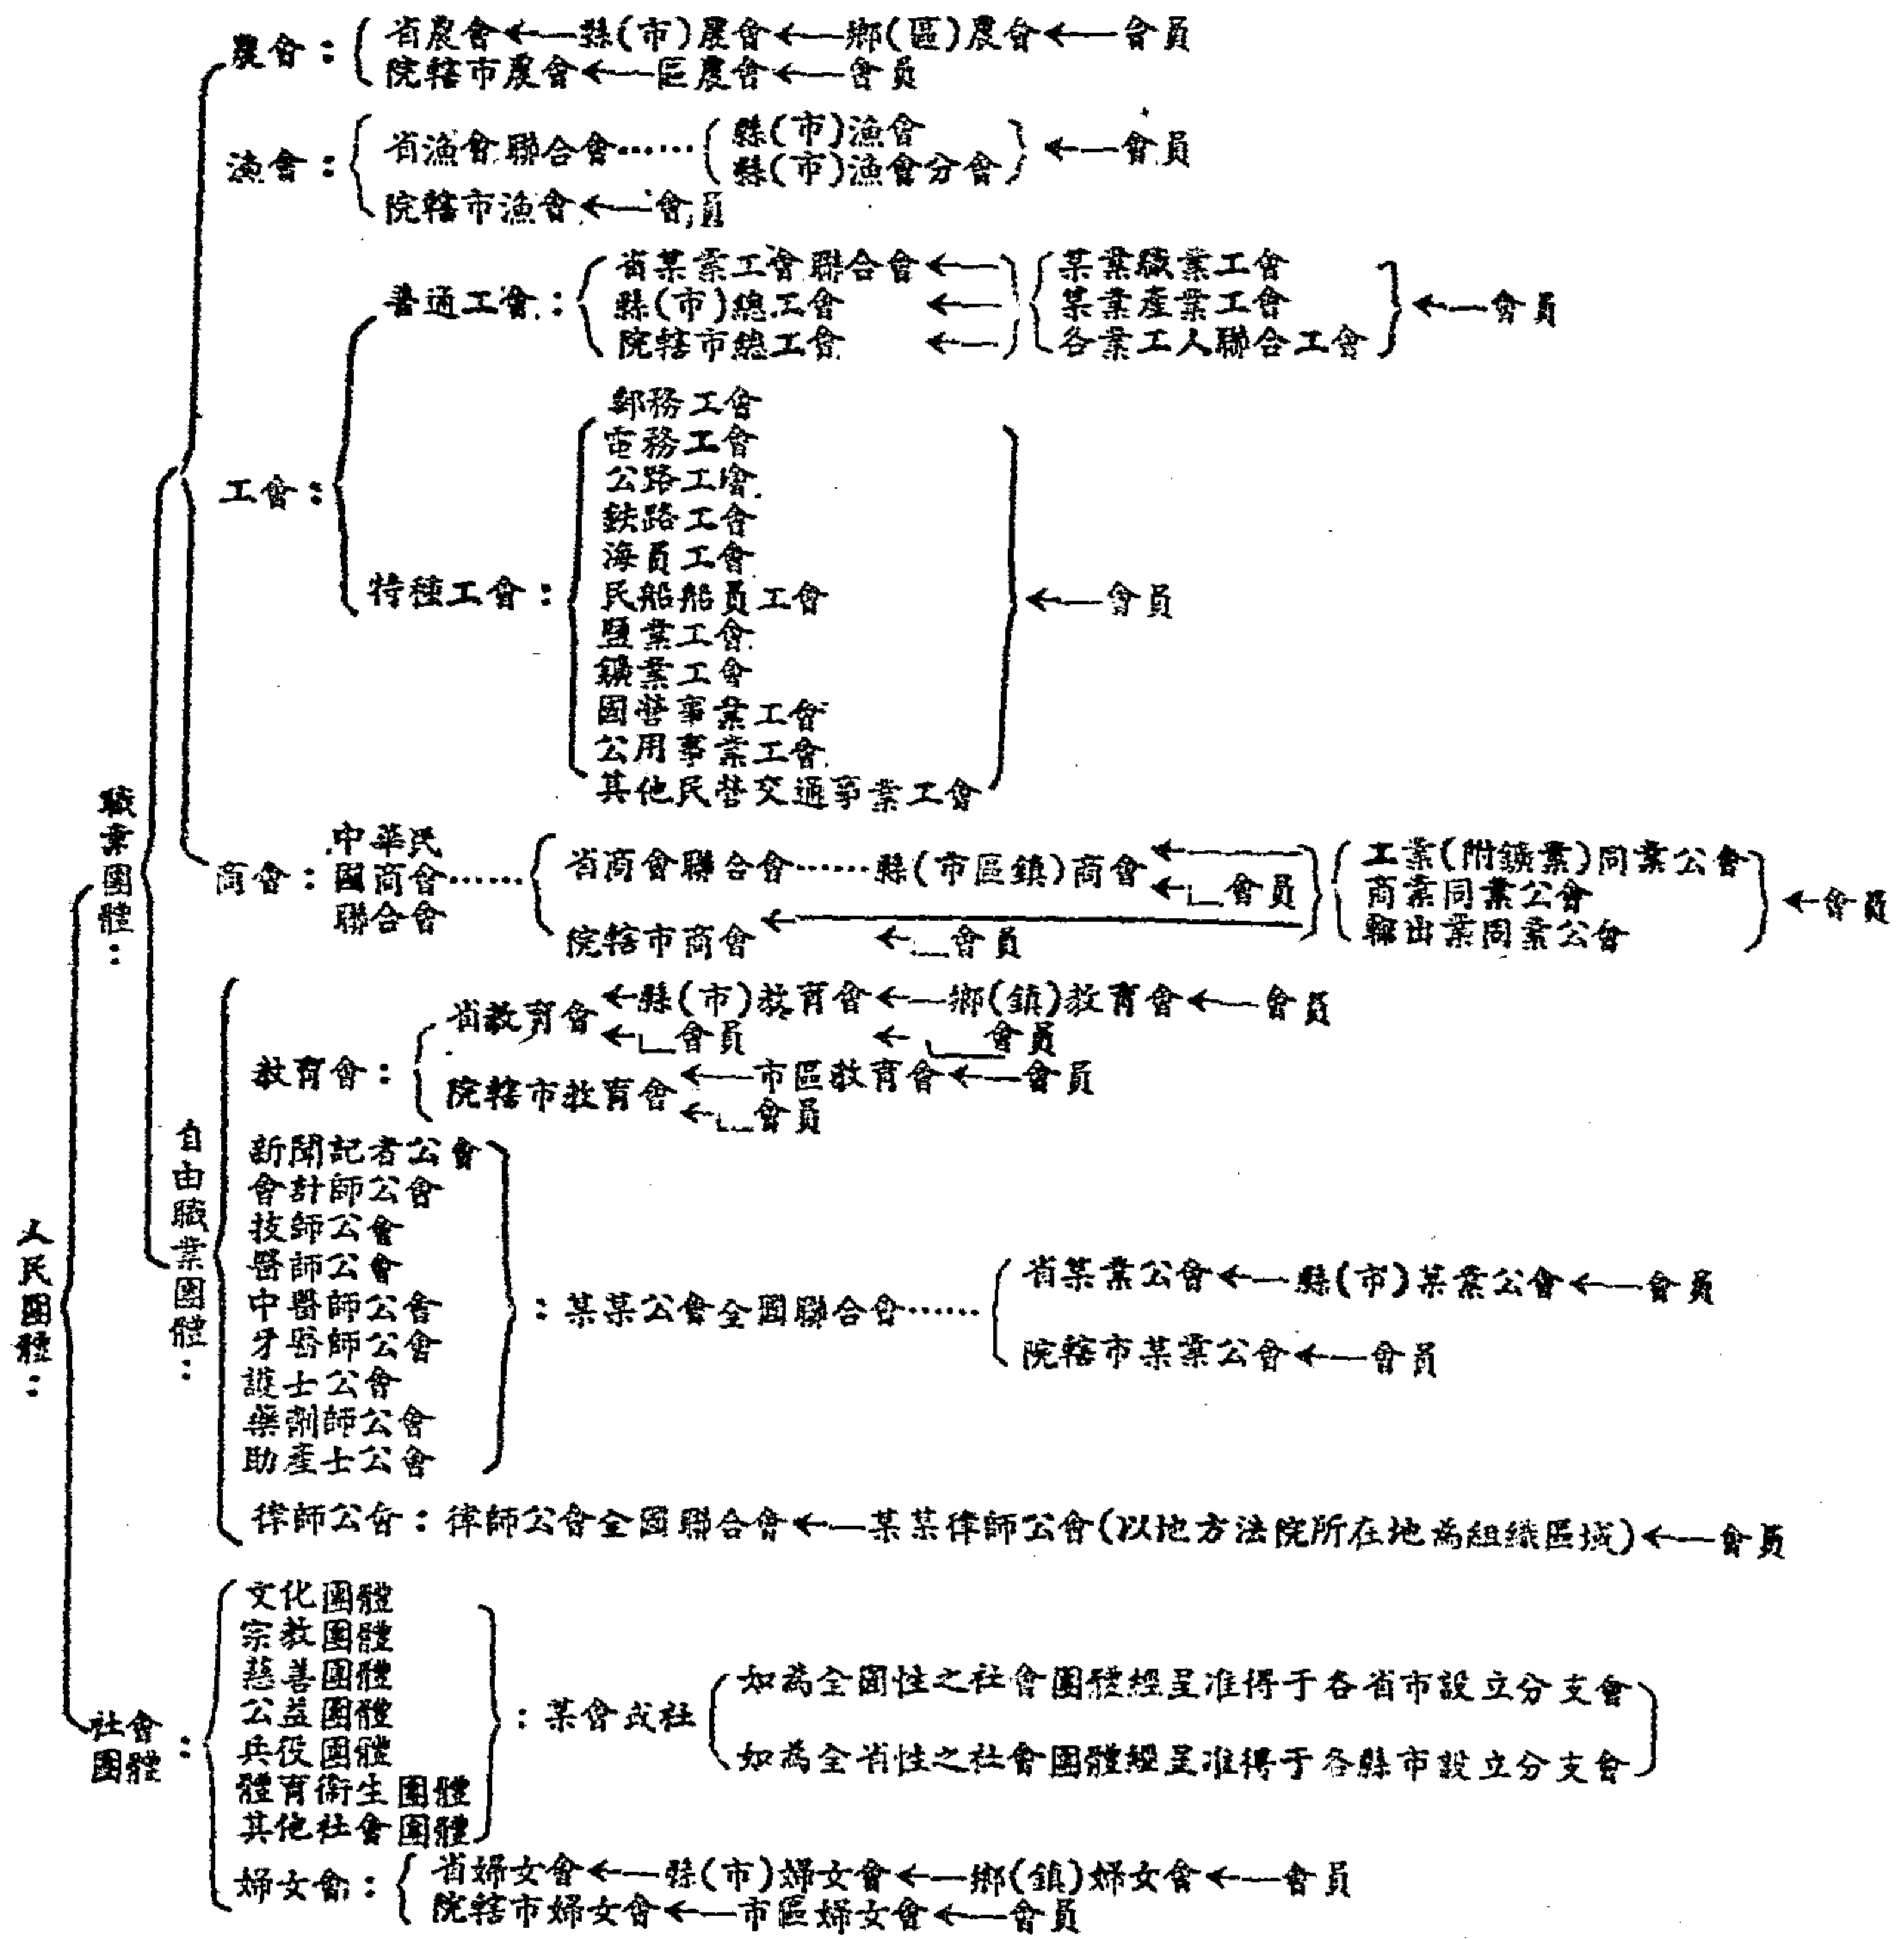 人民團體：
職業團體：
農會：
省農會←—縣(市)農會←—鄉(區)農會←—會員
院轄市農會←—區農會←—會員
漁會：
省漁會聯合會……
縣(市)漁會
縣(市)漁會分會
←—會員
院轄市漁會←—會員
工會：
普通工會：
省某業工會聯合會←—
縣(市)總工會←—
院轄市總工會←—
某業職業工會
某業產業工會
各業工人聯合工會
←—會員
特種工會：
郵務工會
電務工會
公路工會
鉄路工會
海員工會
民船船員工會
鹽業工會
鑛業工會
國營事業工會
公用事業工會
其他民營交通事業工會
←—會員
商會：
中華民
國商會……
聯合會
省商會聯合會……縣(市區鎮)商會←—
←—會員
院轄市商會←—
←—會員
工業(附鑛業)同業公會
商業同業公會
輸出業同業公會
←—會員
自由職業團體：
教育會：
省教育會←縣(市)教育會←—鄉(鎮)教育會←—會員
←—會員
←—會員
院轄市教育會←—市區教育會←—會員
←—會員
新聞記者公會
會計師公會
技師公會
醫師公會
中醫師公會
牙醫師公會
護士公會
藥劑師公會
助產士公會
：某某公會全國聯合會……
省某業公會←—縣(市)某業公會←—會員
院轄市某業公會←—會員
律師公會：律師公會全國聯合會←—某某律師公會(以地方法院所在地為組織區域)←—會員
社會
團體：
文化團體
宗教團體
慈善團體
公益團體
兵役團體
體育衛生團體
其他社會團體
：某會或社
如為全國性之社會團體經呈准得于各省市設立分支會
如為全省性之社會團體經呈准得于各縣市設立分支會
婦女會：
省婦女會←—縣(市)婦女會←—鄉(鎮)婦女會←—會員
院轄市婦女會←—市區婦女會←—會員